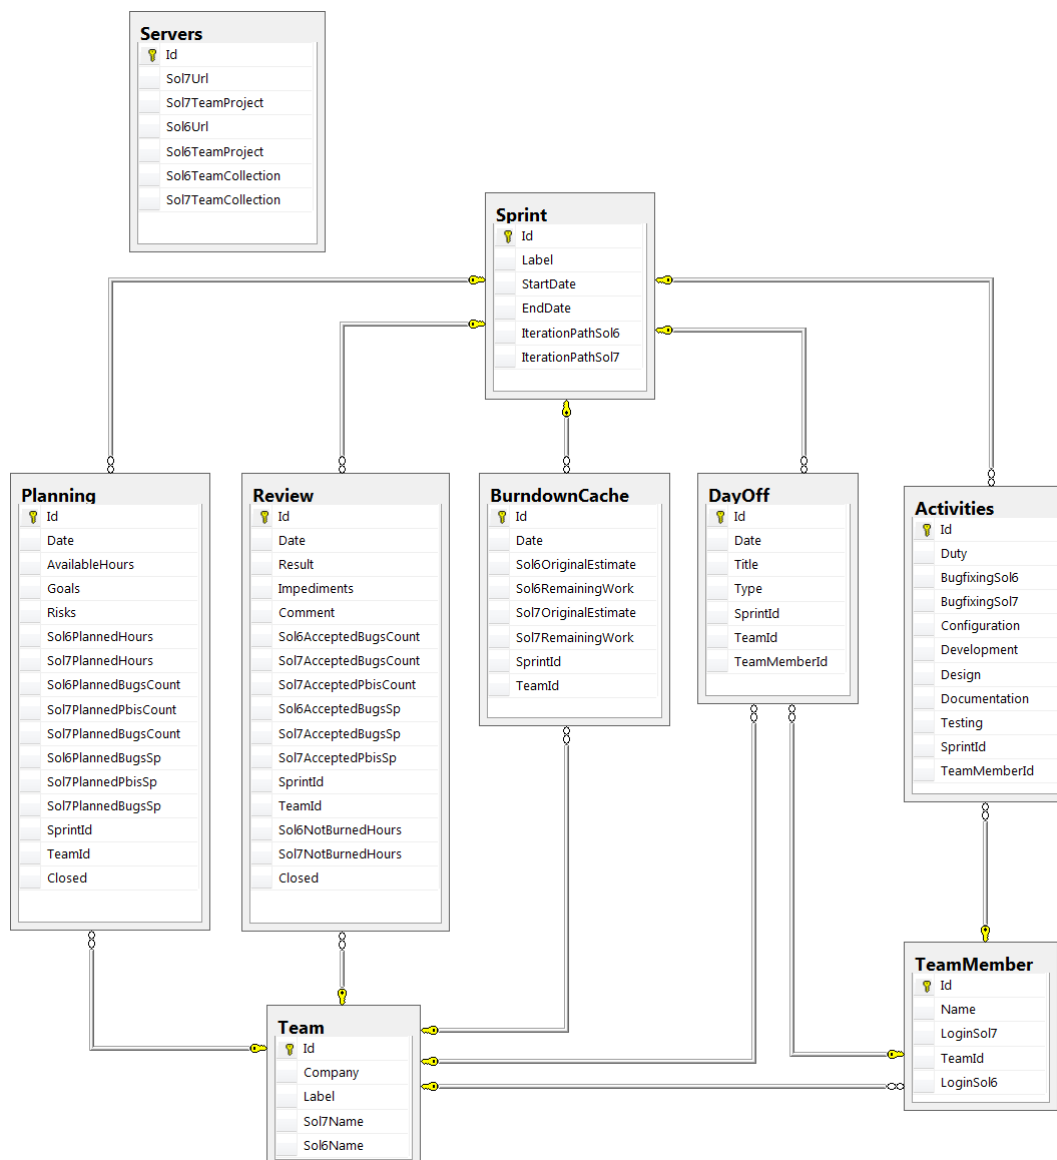 Servers
Id
Sol7Url
Sol7TeamProject
Sol6Url
Sol6TeamProject
Sol6TeamCollection
Sol7TeamCollection
Sprint
Id
Label
StartDate
EndDate
IterationPathSol6
IterationPathSol7
Planning
Id
Date
AvailableHours
Goals
Risks
Sol6PlannedHours
Sol7PlannedHours
Sol6PlannedBugsCount
Sol7PlannedPbisCount
Sol7PlannedBugsCount
Sol6PlannedBugsSp
Sol7PlannedPbisSp
Sol7PlannedBugsSp
SprintId
TeamId
Closed
Review
Id
Date
Result
Impediments
Comment
Sol6AcceptedBugsCount
Sol7AcceptedBugsCount
Sol7AcceptedPbisCount
Sol6AcceptedBugsSp
Sol7AcceptedBugsSp
Sol7AcceptedPbisSp
SprintId
TeamId
Sol6NotBurnedHours
Sol7NotBurnedHours
Closed
BurndownCache
Id
Date
Sol6OriginalEstimate
Sol6RemainingWork
Sol7OriginalEstimate
Sol7RemainingWork
SprintId
TeamId
DayOff
Id
Date
Title
Type
SprintId
TeamId
TeamMemberId
Activities
Id
Duty
BugfixingSol6
BugfixingSol7
Configuration
Development
Design
Documentation
Testing
SprintId
TeamMemberId
Team
Id
Company
Label
Sol7Name
Sol6Name
TeamMember
Id
Name
LoginSol7
TeamId
LoginSol6